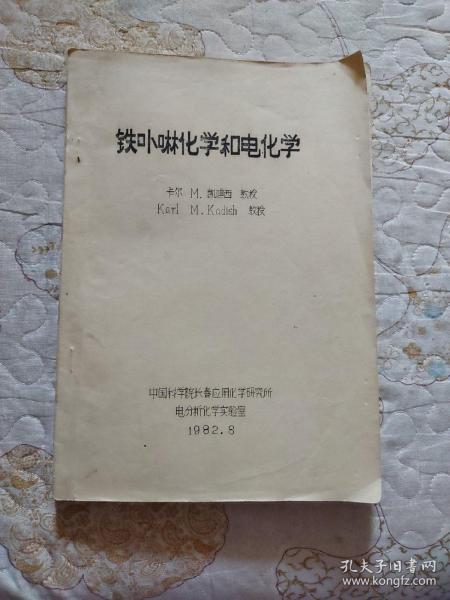 铁卟啉化学和电化学
卡尔 M. 凯迪西 教授
Karl M. Kadish 教授
中国科学院长春应用化学研究所
电分析化学实验室
1982.8
孔夫子旧书网
www.kongfz.com